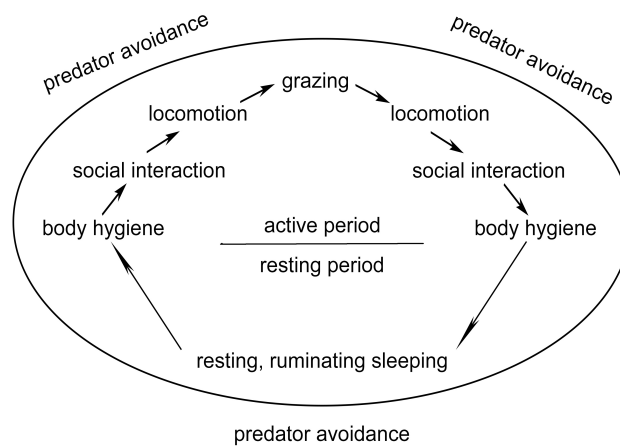 predator avoidance
predator avoidance
grazing
locomotion
locomotion
social interaction
social interaction
body hygiene
active period
body hygiene
resting period
resting, ruminating sleeping
predator avoidance